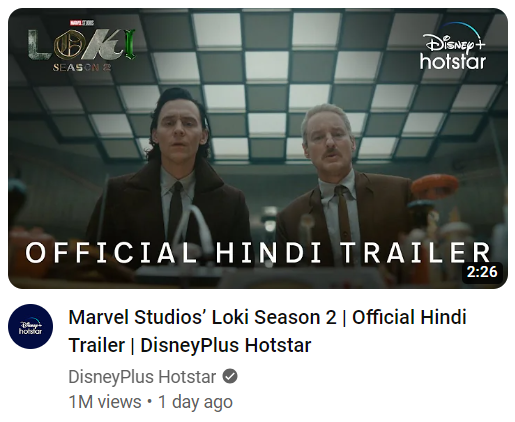 MARVEL STUDIOS
LOKI
SEASON 2
Disney+
hotstar
OFFICIAL HINDI TRAILER
2:26
Disney+
hotstar
Marvel Studios’ Loki Season 2 | Official Hindi
Trailer | DisneyPlus Hotstar
DisneyPlus Hotstar
1M views • 1 day ago